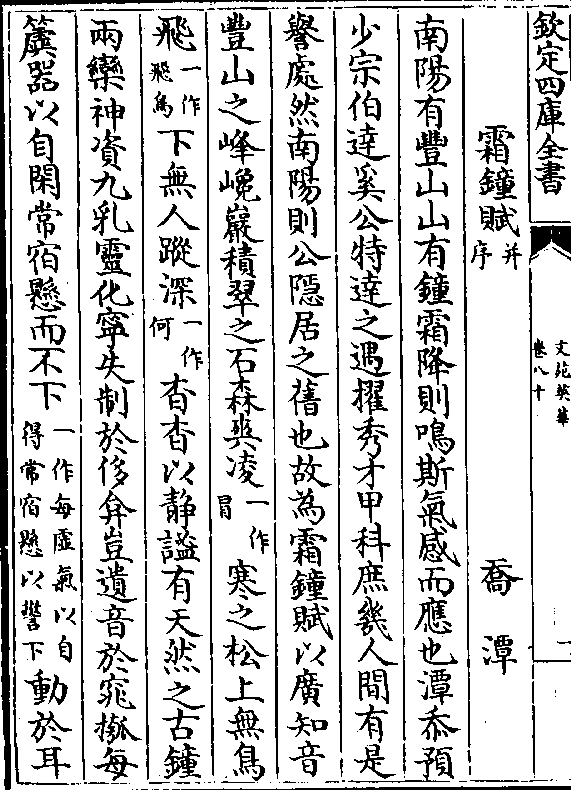 欽定四庫全書
文苑英華
卷八十
霜鐘賦 并序 喬潭
南陽有豐山山有鐘霜降則鳴斯氣感而應也潭忝預
少宗伯達奚公特達之遇擢秀才甲科庶幾人間有是
譽處然南陽則公隱居之舊也故為霜鐘賦以廣知音
豐山之峰巉巖積翠之石森與凌 一作冒 寒之松上無鳥
飛 一作飛鳥 下無人蹤深 一作何 杳杳以静謐有天然之古鐘
兩欒神資九乳靈化寧失制於侈弇豈遺音於窕摦每
簴器以自閑常宿懸而不下 一作每虛氣以自得常宿懸以讋下 動於耳